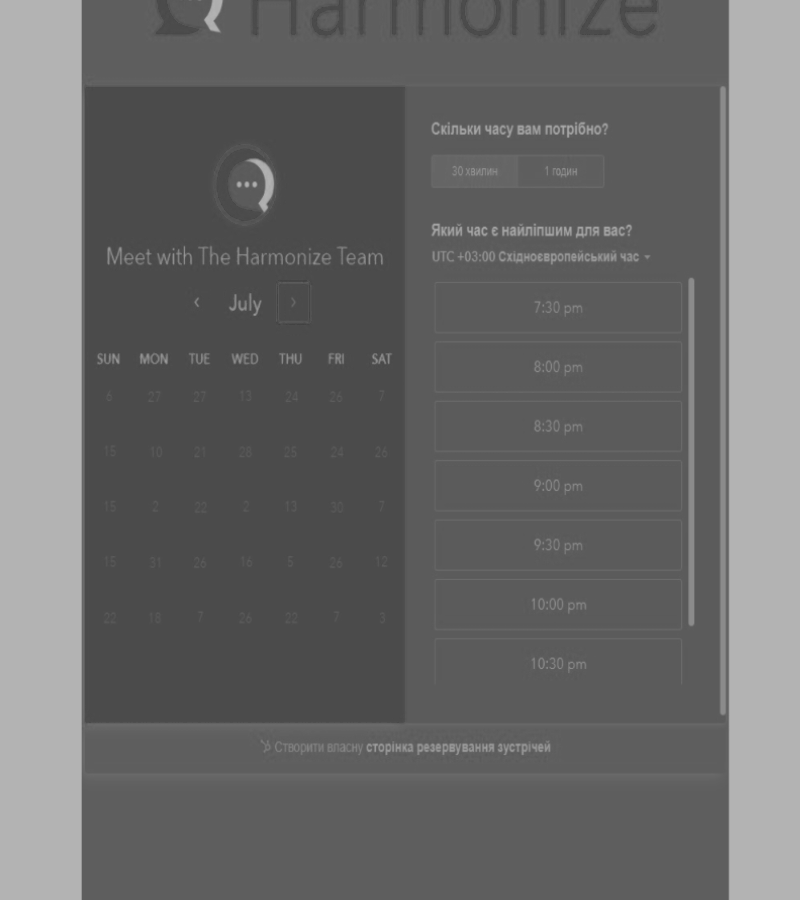 Harmonize
Meet with The Harmonize Team
July
SUN MON TUE WED THU FRI SAT
6 27 27 13 24 26 7
15 10 21 28 25 24 26
15 2 22 2 13 30 7
15 31 26 16 5 26 12
22 18 7 26 22 7 3
Скільки часу вам потрібно?
30 хвилин 1 годин
Який час є найліпшим для вас?
UTC +03:00 Східноєвропейський час
7:30 pm
8:00 pm
8:30 pm
9:00 pm
9:30 pm
10:00 pm
10:30 pm
Створити власну сторінка резервування зустрічей